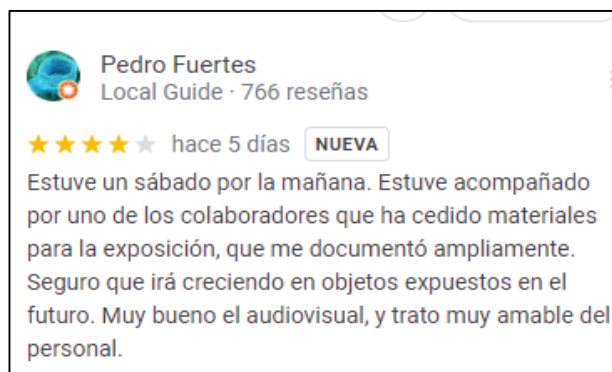 Pedro Fuertes
Local Guide · 766 reseñas
hace 5 días NUEVA
Estuve un sábado por la mañana. Estuve acompañado
por uno de los colaboradores que ha cedido materiales
para la exposición, que me documentó ampliamente.
Seguro que irá creciendo en objetos expuestos en el
futuro. Muy bueno el audiovisual, y trato muy amable del
personal.